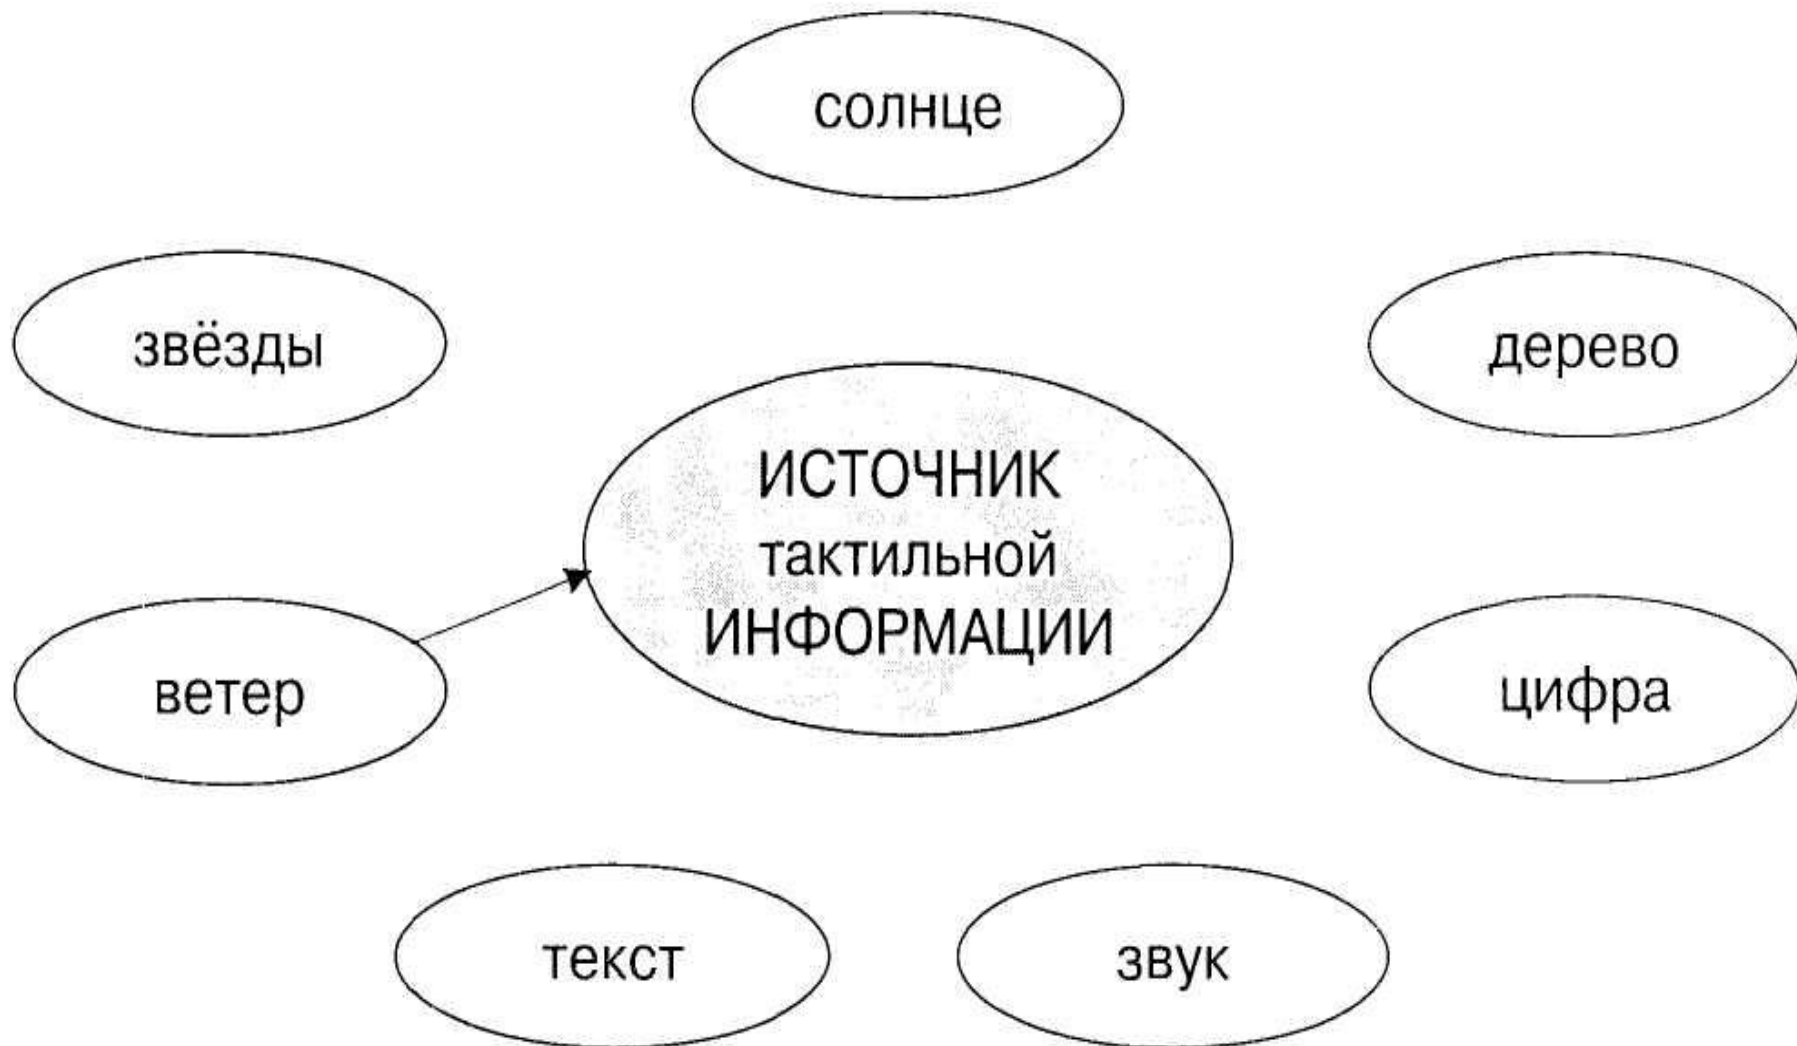 солнце
звёзды
дерево
ИСТОЧНИК
тактильной
ИНФОРМАЦИИ
ветер
цифра
текст
звук